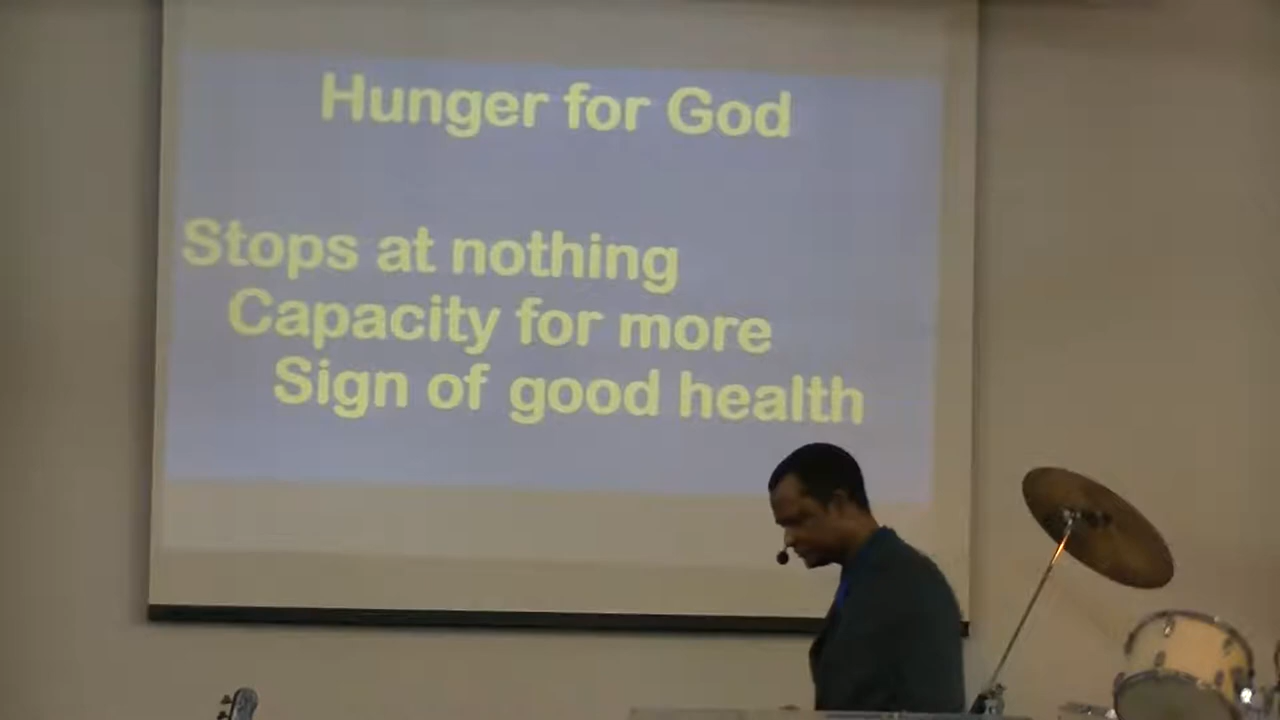 Hunger for God
Stops at nothing
Capacity for more
Sign of good health